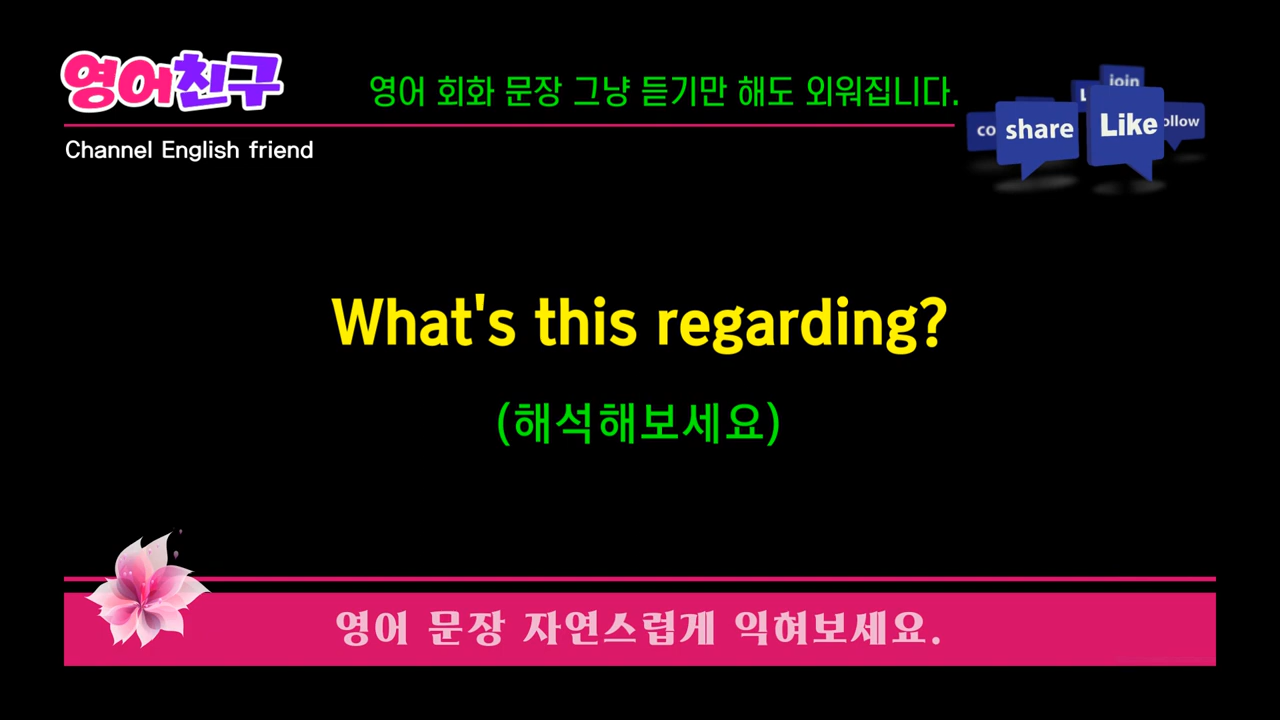 영어친구
영어 회화 문장 그냥 듣기만 해도 외워집니다.
Channel English friend
join
share
Like
What's this regarding?
(해석해보세요)
영어 문장 자연스럽게 익혀보세요.